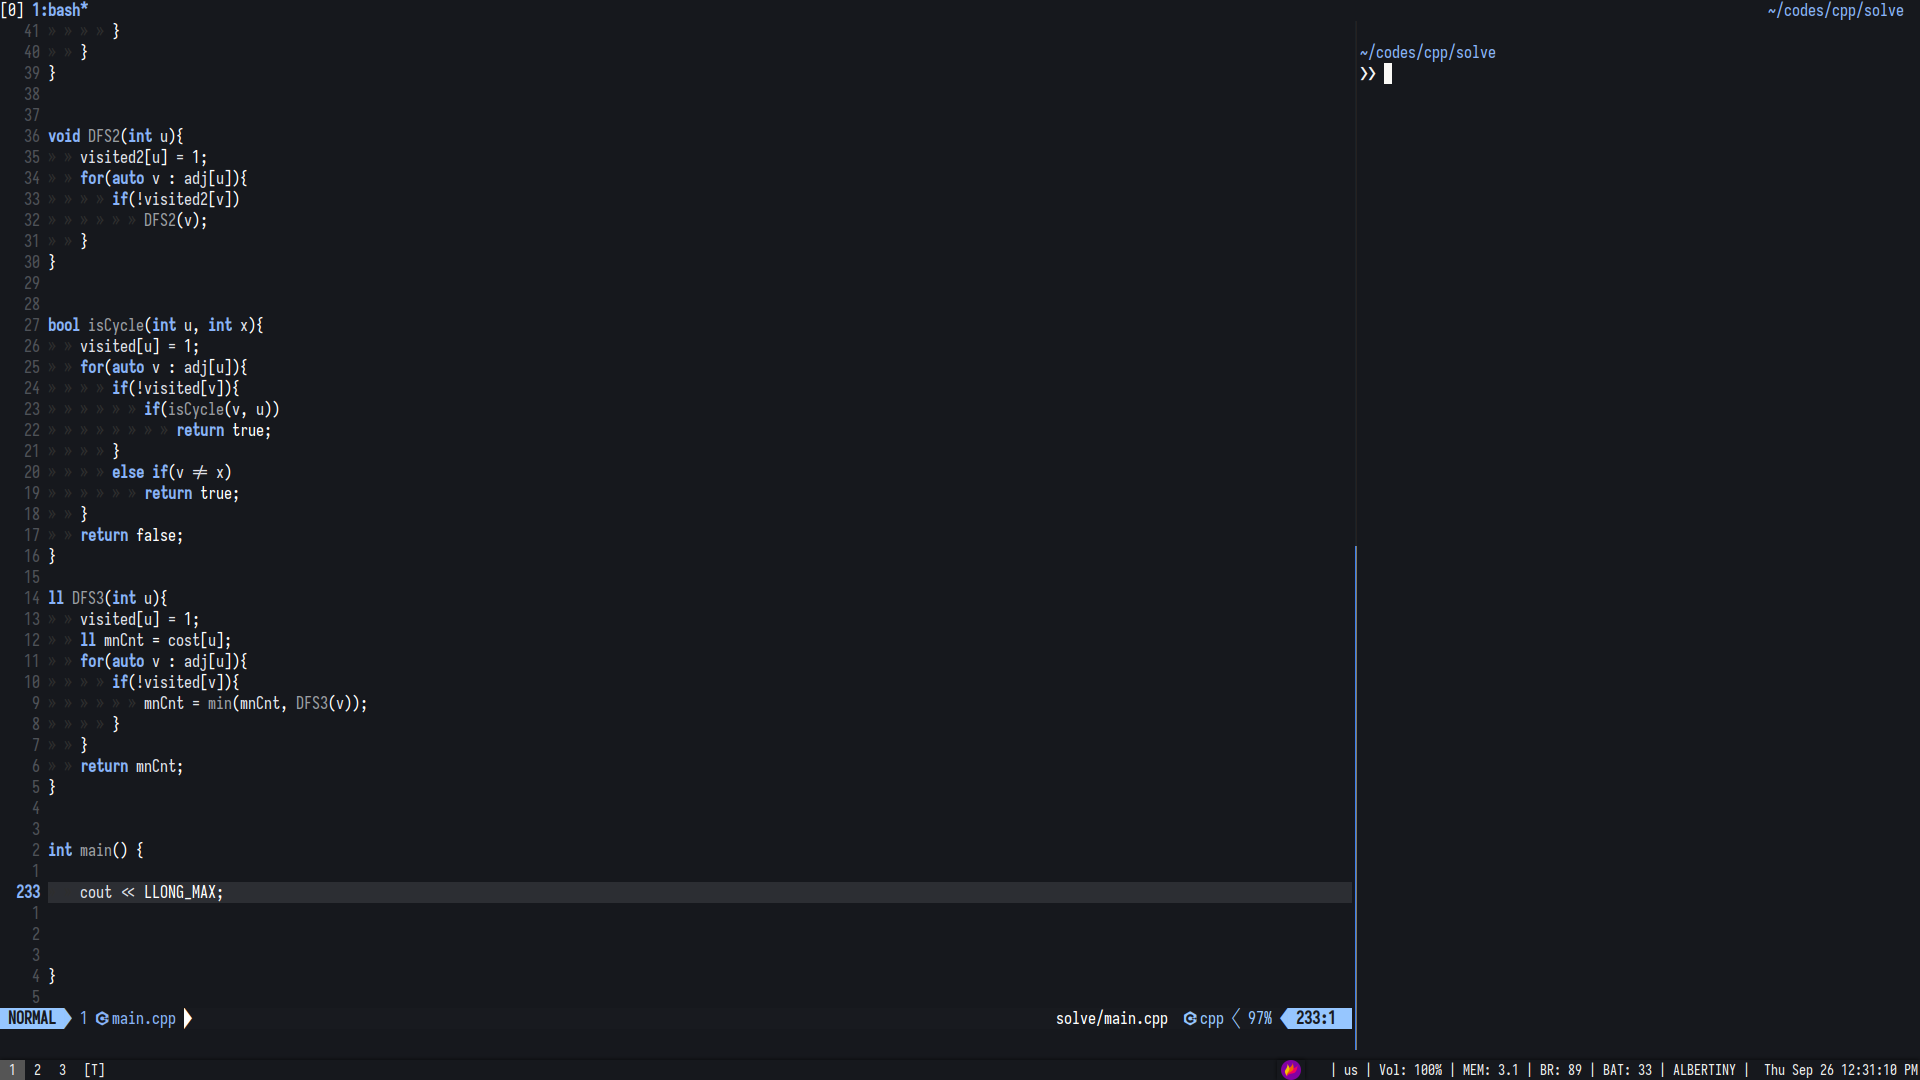 [0] 1:bash* ~/codes/cpp/solve
41 » » » » }
40 » » }
39 }
38
37
36 void DFS2(int u){
35 » » visited2[u] = 1;
34 » » for(auto v : adj[u]){
33 » » » » if(!visited2[v])
32 » » » » » » DFS2(v);
31 » » }
30 }
29
28
27 bool isCycle(int u, int x){
26 » » visited[u] = 1;
25 » » for(auto v : adj[u]){
24 » » » » if(!visited[v]){
23 » » » » » » if(isCycle(v, u))
22 » » » » » » » » return true;
21 » » » » }
20 » » » » else if(v ≠ x)
19 » » » » » » return true;
18 » » }
17 » » return false;
16 }
15
14 ll DFS3(int u){
13 » » visited[u] = 1;
12 » » ll mnCnt = cost[u];
11 » » for(auto v : adj[u]){
10 » » » » if(!visited[v]){
9 » » » » » » mnCnt = min(mnCnt, DFS3(v));
8 » » » » }
7 » » }
6 » » return mnCnt;
5 }
4
3
2 int main() {
1
233 cout << LLONG_MAX;
1
2
3
4 }
5
NORMAL 1 main.cpp solve/main.cpp cpp 97% 233:1
~/codes/cpp/solve
❯❯
1 2 3 [T] | us | Vol: 100% | MEM: 3.1 | BR: 89 | BAT: 33 | ALBERTINY | Thu Sep 26 12:31:10 PM